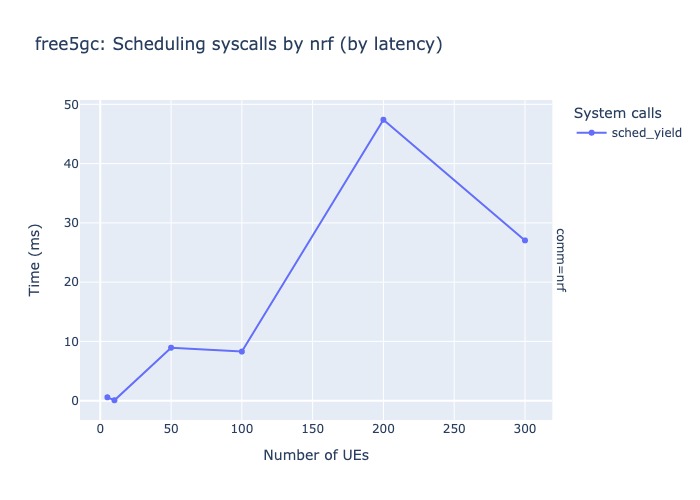 free5gc: Scheduling syscalls by nrf (by latency)
System calls
sched_yield
50
40
30
20
10
0
Time (ms)
comm=nrf
0 50 100 150 200 250 300
Number of UEs